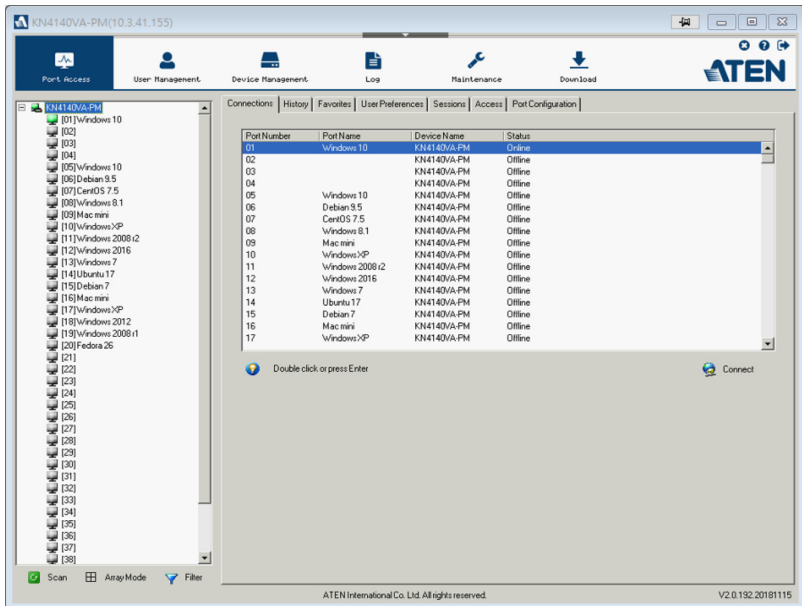 KN4140VA-PM(10.3.41.155)
Port Access
User Management
Device Management
Log
Maintenance
Download
ATEN
KN4140VA-PM
[01]Windows 10
[02]
[03]
[04]
[05]Windows 10
[06]Debian 9.5
[07]CentOS 7.5
[08]Windows 8.1
[09]Mac mini
[10]WindowsXP
[11]Windows 2008 r2
[12]Windows 2016
[13]Windows 7
[14]Ubuntu 17
[15]Debian 7
[16]Mac mini
[17]WindowsXP
[18]Windows 2012
[19]Windows 2008 r1
[20]Fedora 26
[21]
[22]
[23]
[24]
[25]
[26]
[27]
[28]
[29]
[30]
[31]
[32]
[33]
[34]
[35]
[36]
[37]
[38]
Scan Array Mode Filter
Connections History Favorites User Preferences Sessions Access Port Configuration
Port Number Port Name Device Name Status
01 Windows 10 KN4140VA-PM Online
02 KN4140VA-PM Offline
03 KN4140VA-PM Offline
04 KN4140VA-PM Offline
05 Windows 10 KN4140VA-PM Offline
06 Debian 9.5 KN4140VA-PM Offline
07 CentOS 7.5 KN4140VA-PM Offline
08 Windows 8.1 KN4140VA-PM Offline
09 Mac mini KN4140VA-PM Offline
10 WindowsXP KN4140VA-PM Offline
11 Windows 2008 r2 KN4140VA-PM Offline
12 Windows 2016 KN4140VA-PM Offline
13 Windows 7 KN4140VA-PM Offline
14 Ubuntu 17 KN4140VA-PM Offline
15 Debian 7 KN4140VA-PM Offline
16 Mac mini KN4140VA-PM Offline
17 WindowsXP KN4140VA-PM Offline
Double click or press Enter
Connect
ATEN International Co. Ltd. All rights reserved.
V2.0.192.20181115